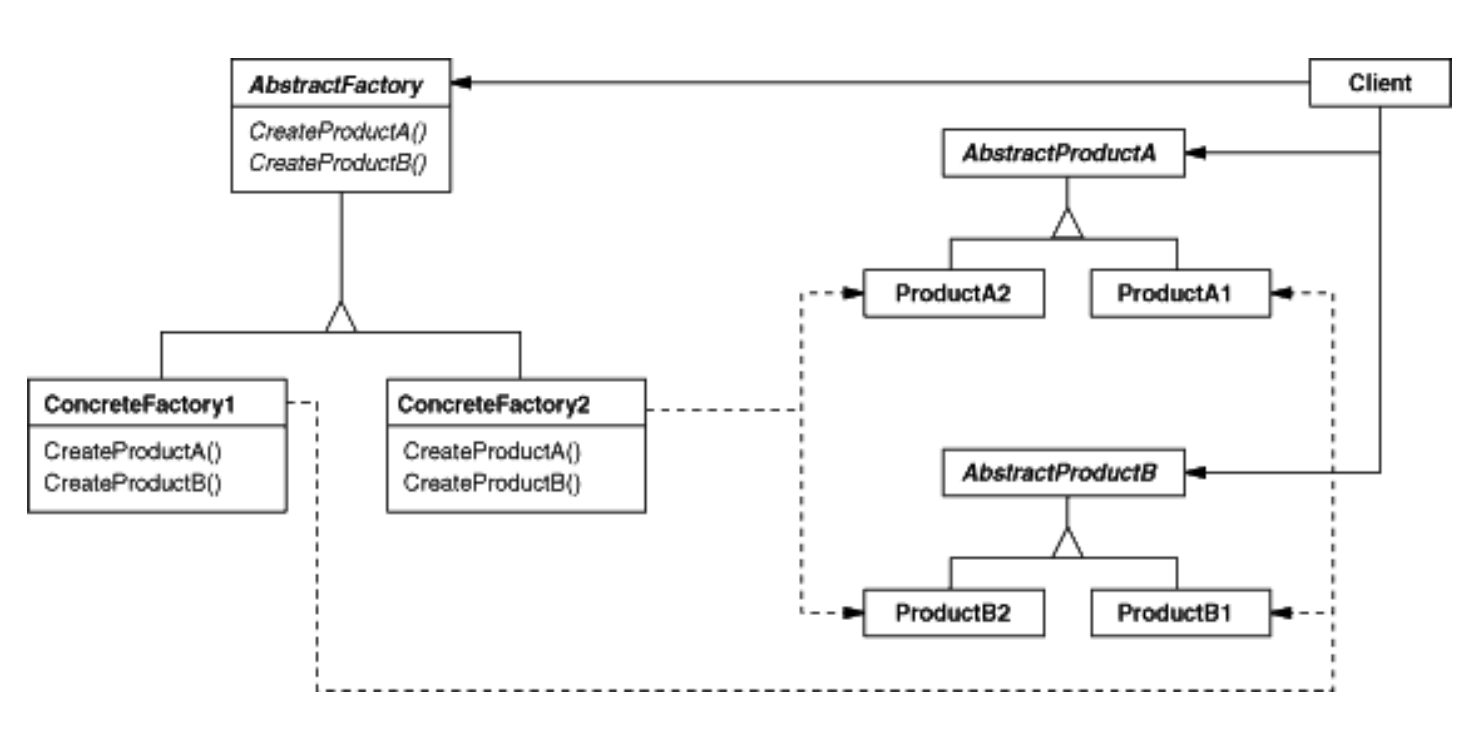 AbstractFactory
CreateProductA()
CreateProductB()
Client
AbstractProductA
ProductA2
ProductA1
ConcreteFactory1
CreateProductA()
CreateProductB()
ConcreteFactory2
CreateProductA()
CreateProductB()
AbstractProductB
ProductB2
ProductB1